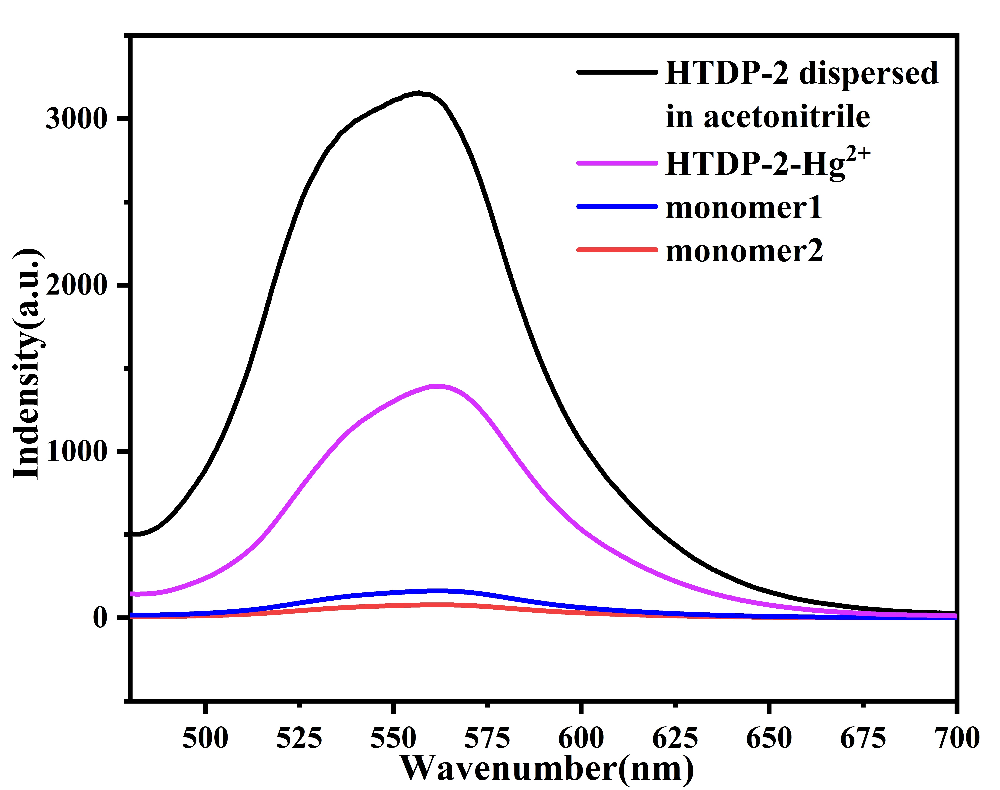 HTDP-2 dispersed
in acetonitrile
HTDP-2-Hg²⁺
monomer1
monomer2
Indensity(a.u.)
3000
2000
1000
0
500 525 550 575 600 625 650 675 700
Wavenumber(nm)